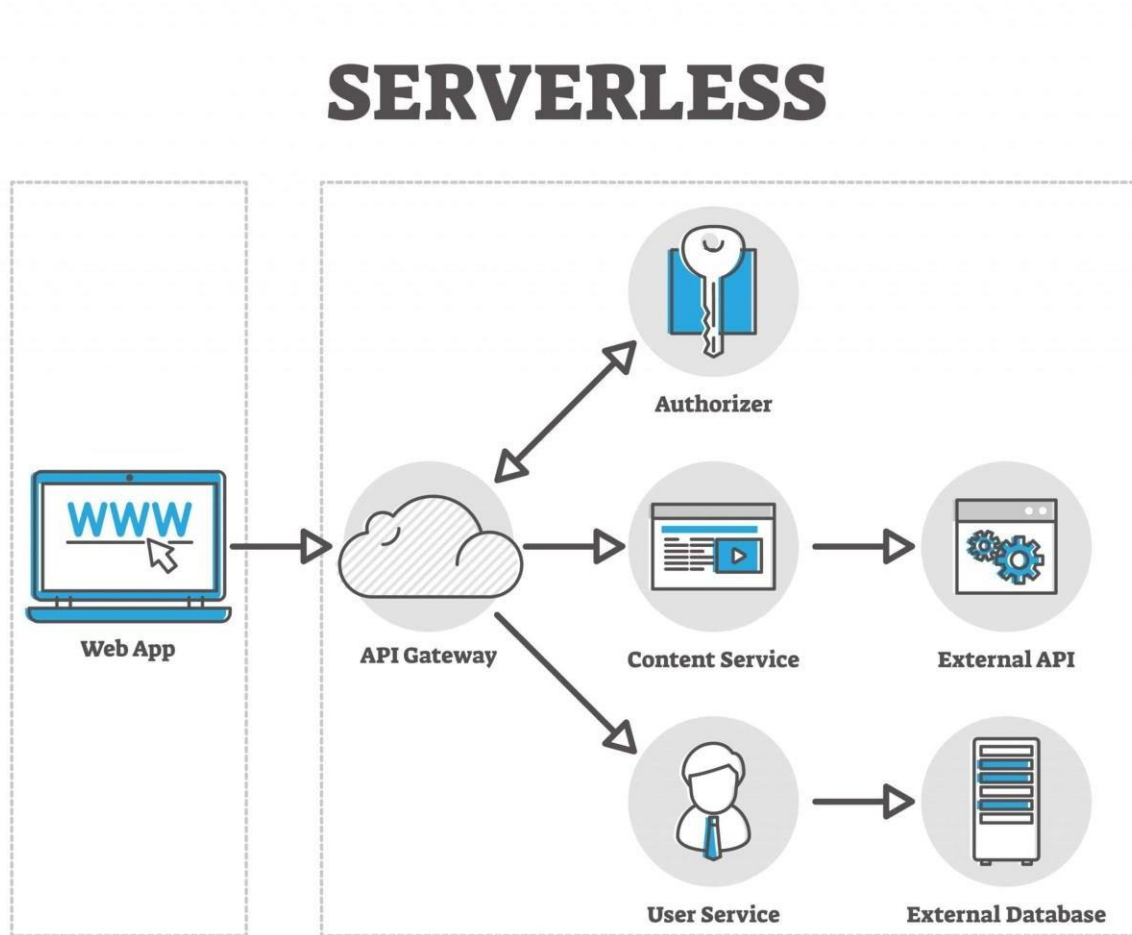 SERVERLESS
Authorizer
WWW
Web App
API Gateway
Content Service
External API
User Service
External Database